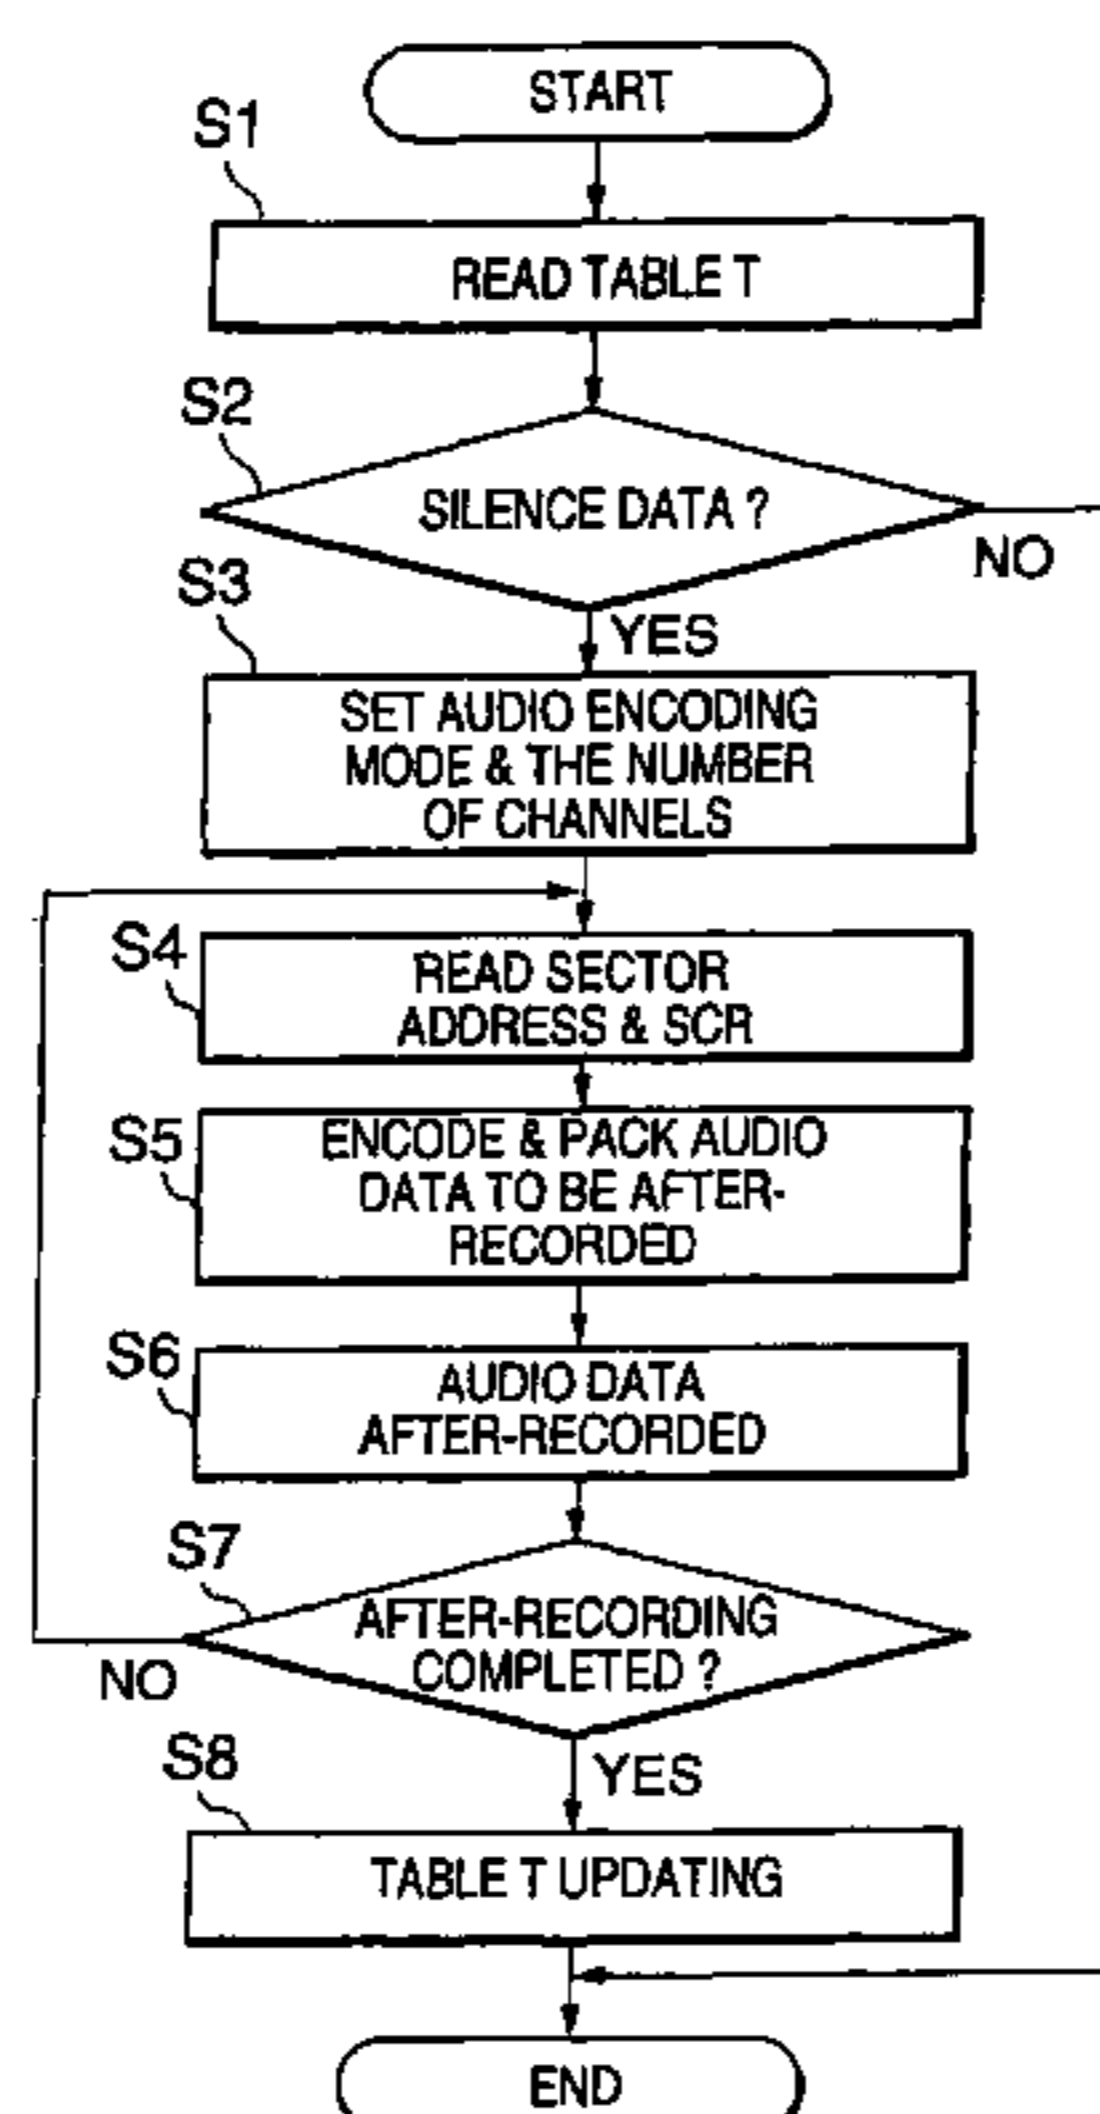 START
S1
READ TABLE T
S2
SILENCE DATA ?
NO
S3
YES
SET AUDIO ENCODING
MODE & THE NUMBER
OF CHANNELS
S4
READ SECTOR
ADDRESS & SCR
S5
ENCODE & PACK AUDIO
DATA TO BE AFTER-
RECORDED
S6
AUDIO DATA
AFTER-RECORDED
S7
AFTER-RECORDING
COMPLETED ?
NO
S8
YES
TABLE T UPDATING
END